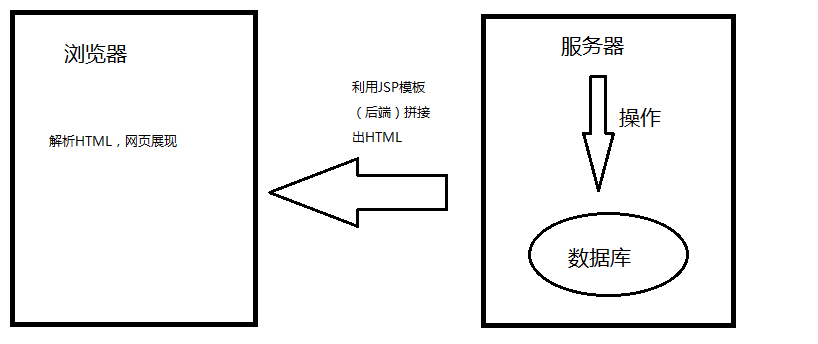 浏览器
解析HTML，网页展现
利用JSP模板
（后端）拼接
出HTML
服务器
操作
数据库